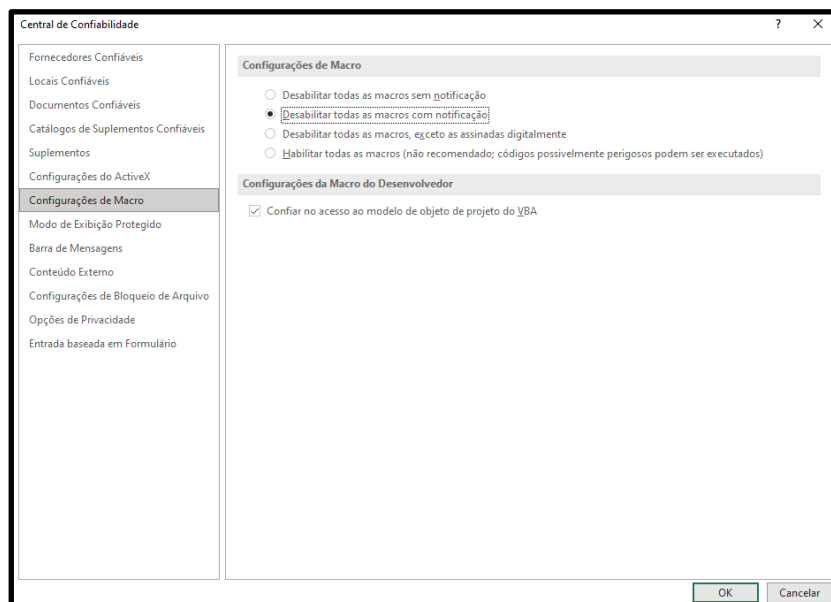 Central de Confiabilidade
?
Fornecedores Confiáveis
Locais Confiáveis
Documentos Confiáveis
Catálogos de Suplementos Confiáveis
Suplementos
Configurações do ActiveX
Configurações de Macro
Modo de Exibição Protegido
Barra de Mensagens
Conteúdo Externo
Configurações de Bloqueio de Arquivo
Opções de Privacidade
Entrada baseada em Formulário
Configurações de Macro
Desabilitar todas as macros sem notificação
Desabilitar todas as macros com notificação
Desabilitar todas as macros, exceto as assinadas digitalmente
Habilitar todas as macros (não recomendado; códigos possivelmente perigosos podem ser executados)
Configurações da Macro do Desenvolvedor
Confiar no acesso ao modelo de objeto de projeto do VBA
OK
Cancelar